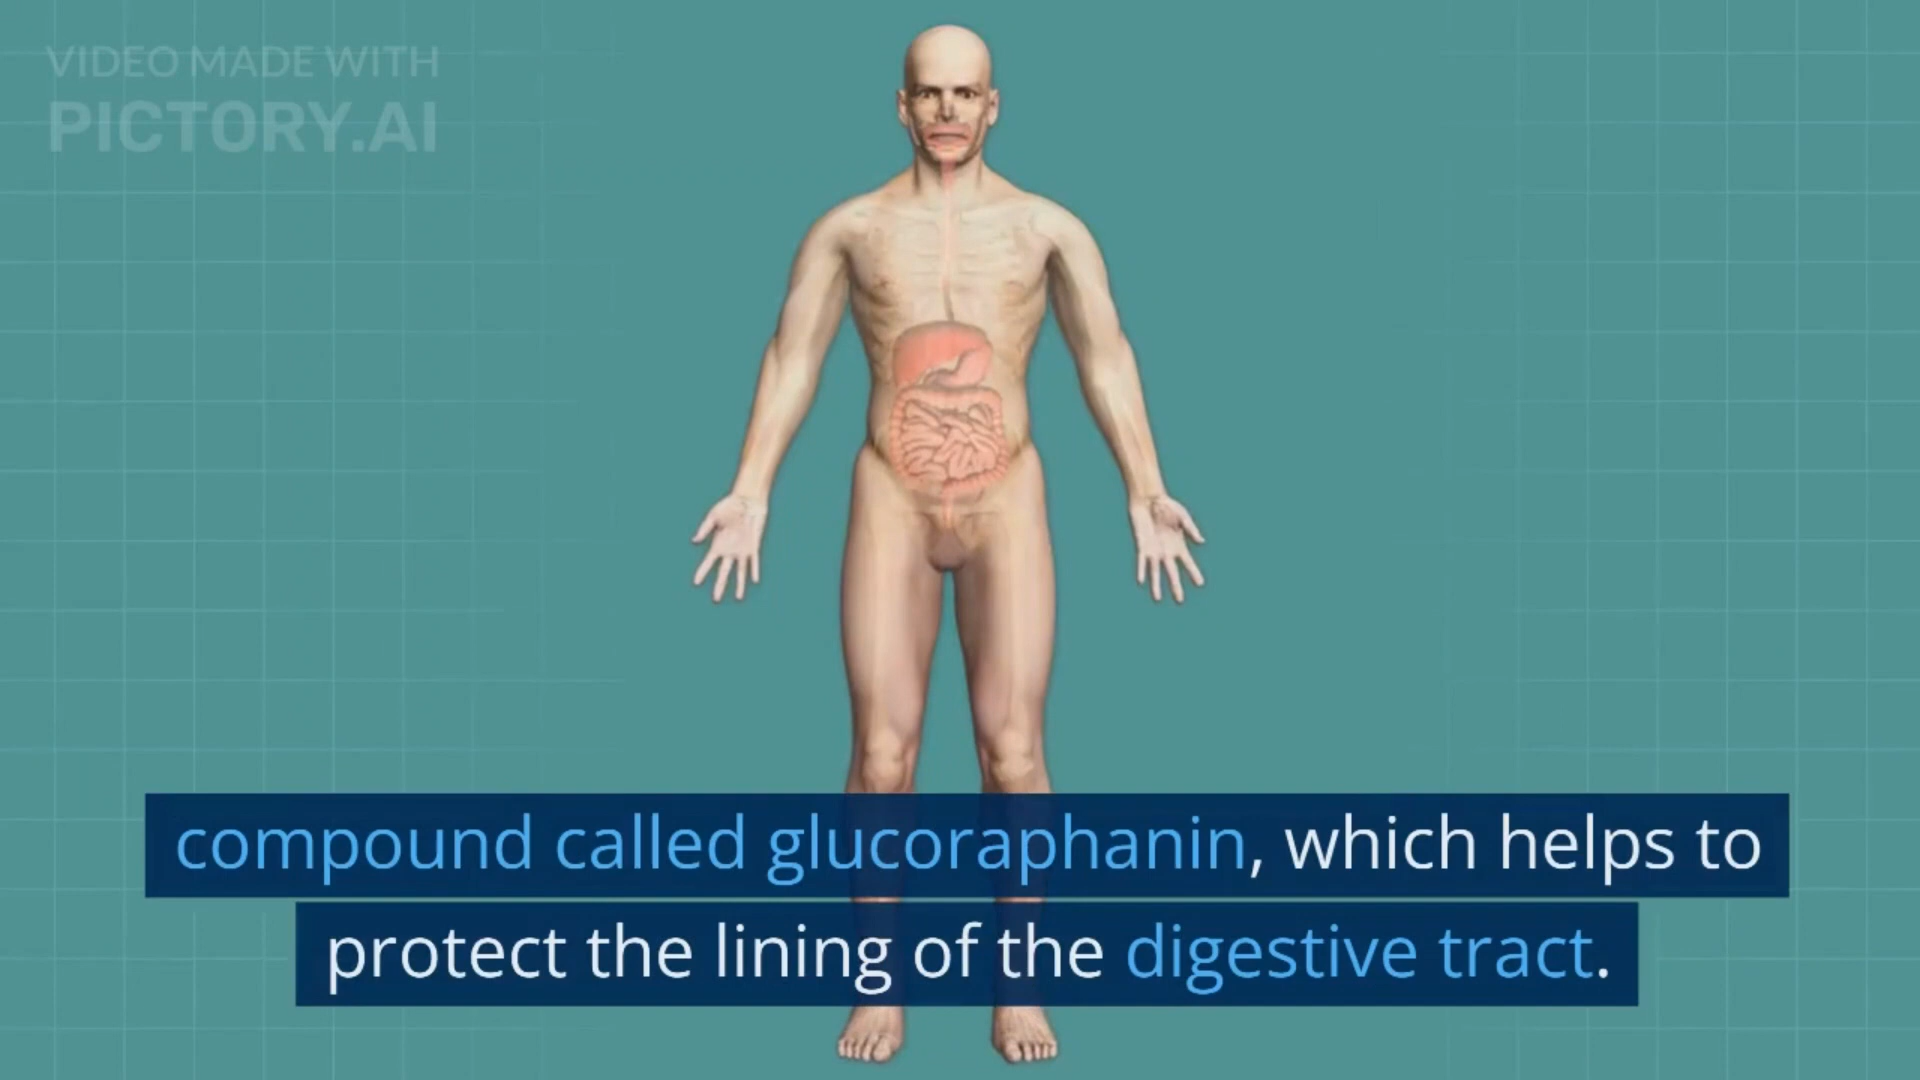 VIDEO MADE WITH
PICTORY.AI
compound called glucoraphanin, which helps to
protect the lining of the digestive tract.